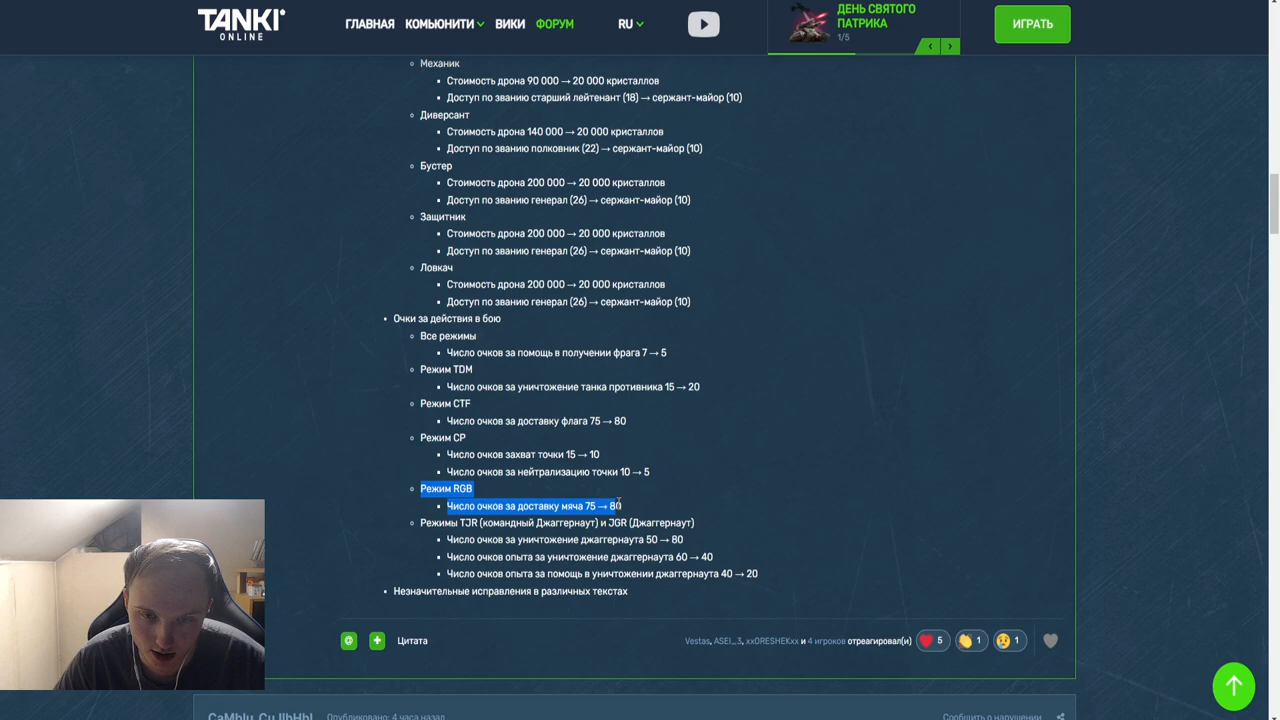 TANKI
ONLINE
ГЛАВНАЯ
КОМЬЮНИТИ
ВИКИ
ФОРУМ
RU
ДЕНЬ СВЯТОГО
ПАТРИКА
1/5
ИГРАТЬ
Механик
Стоимость дрона 90 000 → 20 000 кристаллов
Доступ по званию старший лейтенант (18) → сержант-майор (10)
Диверсант
Стоимость дрона 140 000 → 20 000 кристаллов
Доступ по званию полковник (22) → сержант-майор (10)
Бустер
Стоимость дрона 200 000 → 20 000 кристаллов
Доступ по званию генерал (26) → сержант-майор (10)
Защитник
Стоимость дрона 200 000 → 20 000 кристаллов
Доступ по званию генерал (26) → сержант-майор (10)
Ловкач
Стоимость дрона 200 000 → 20 000 кристаллов
Доступ по званию генерал (26) → сержант-майор (10)
Очки за действия в бою
Все режимы
Число очков за помощь в получении фрага 7 → 5
Режим TDM
Число очков за уничтожение танка противника 15 → 20
Режим CTF
Число очков за доставку флага 75 → 80
Режим CP
Число очков захват точки 15 → 10
Число очков за нейтрализацию точки 10 → 5
Режим RGB
Число очков за доставку мяча 75 → 80
Режимы TJR (командный Джаггернаут) и JGR (Джаггернаут)
Число очков за уничтожение джаггернаута 50 → 80
Число очков опыта за уничтожение джаггернаута 60 → 40
Число очков опыта за помощь в уничтожении джаггернаута 40 → 20
Незначительные исправления в различных текстах
Цитата
Vestas, ASEI_3, xxORESHEKxx и 4 игроков отреагировал(и)
5
1
1
CaMbIu_Cu.IIbHbI
Опубликовано: 4 часа назад
Сообщить о нарушении